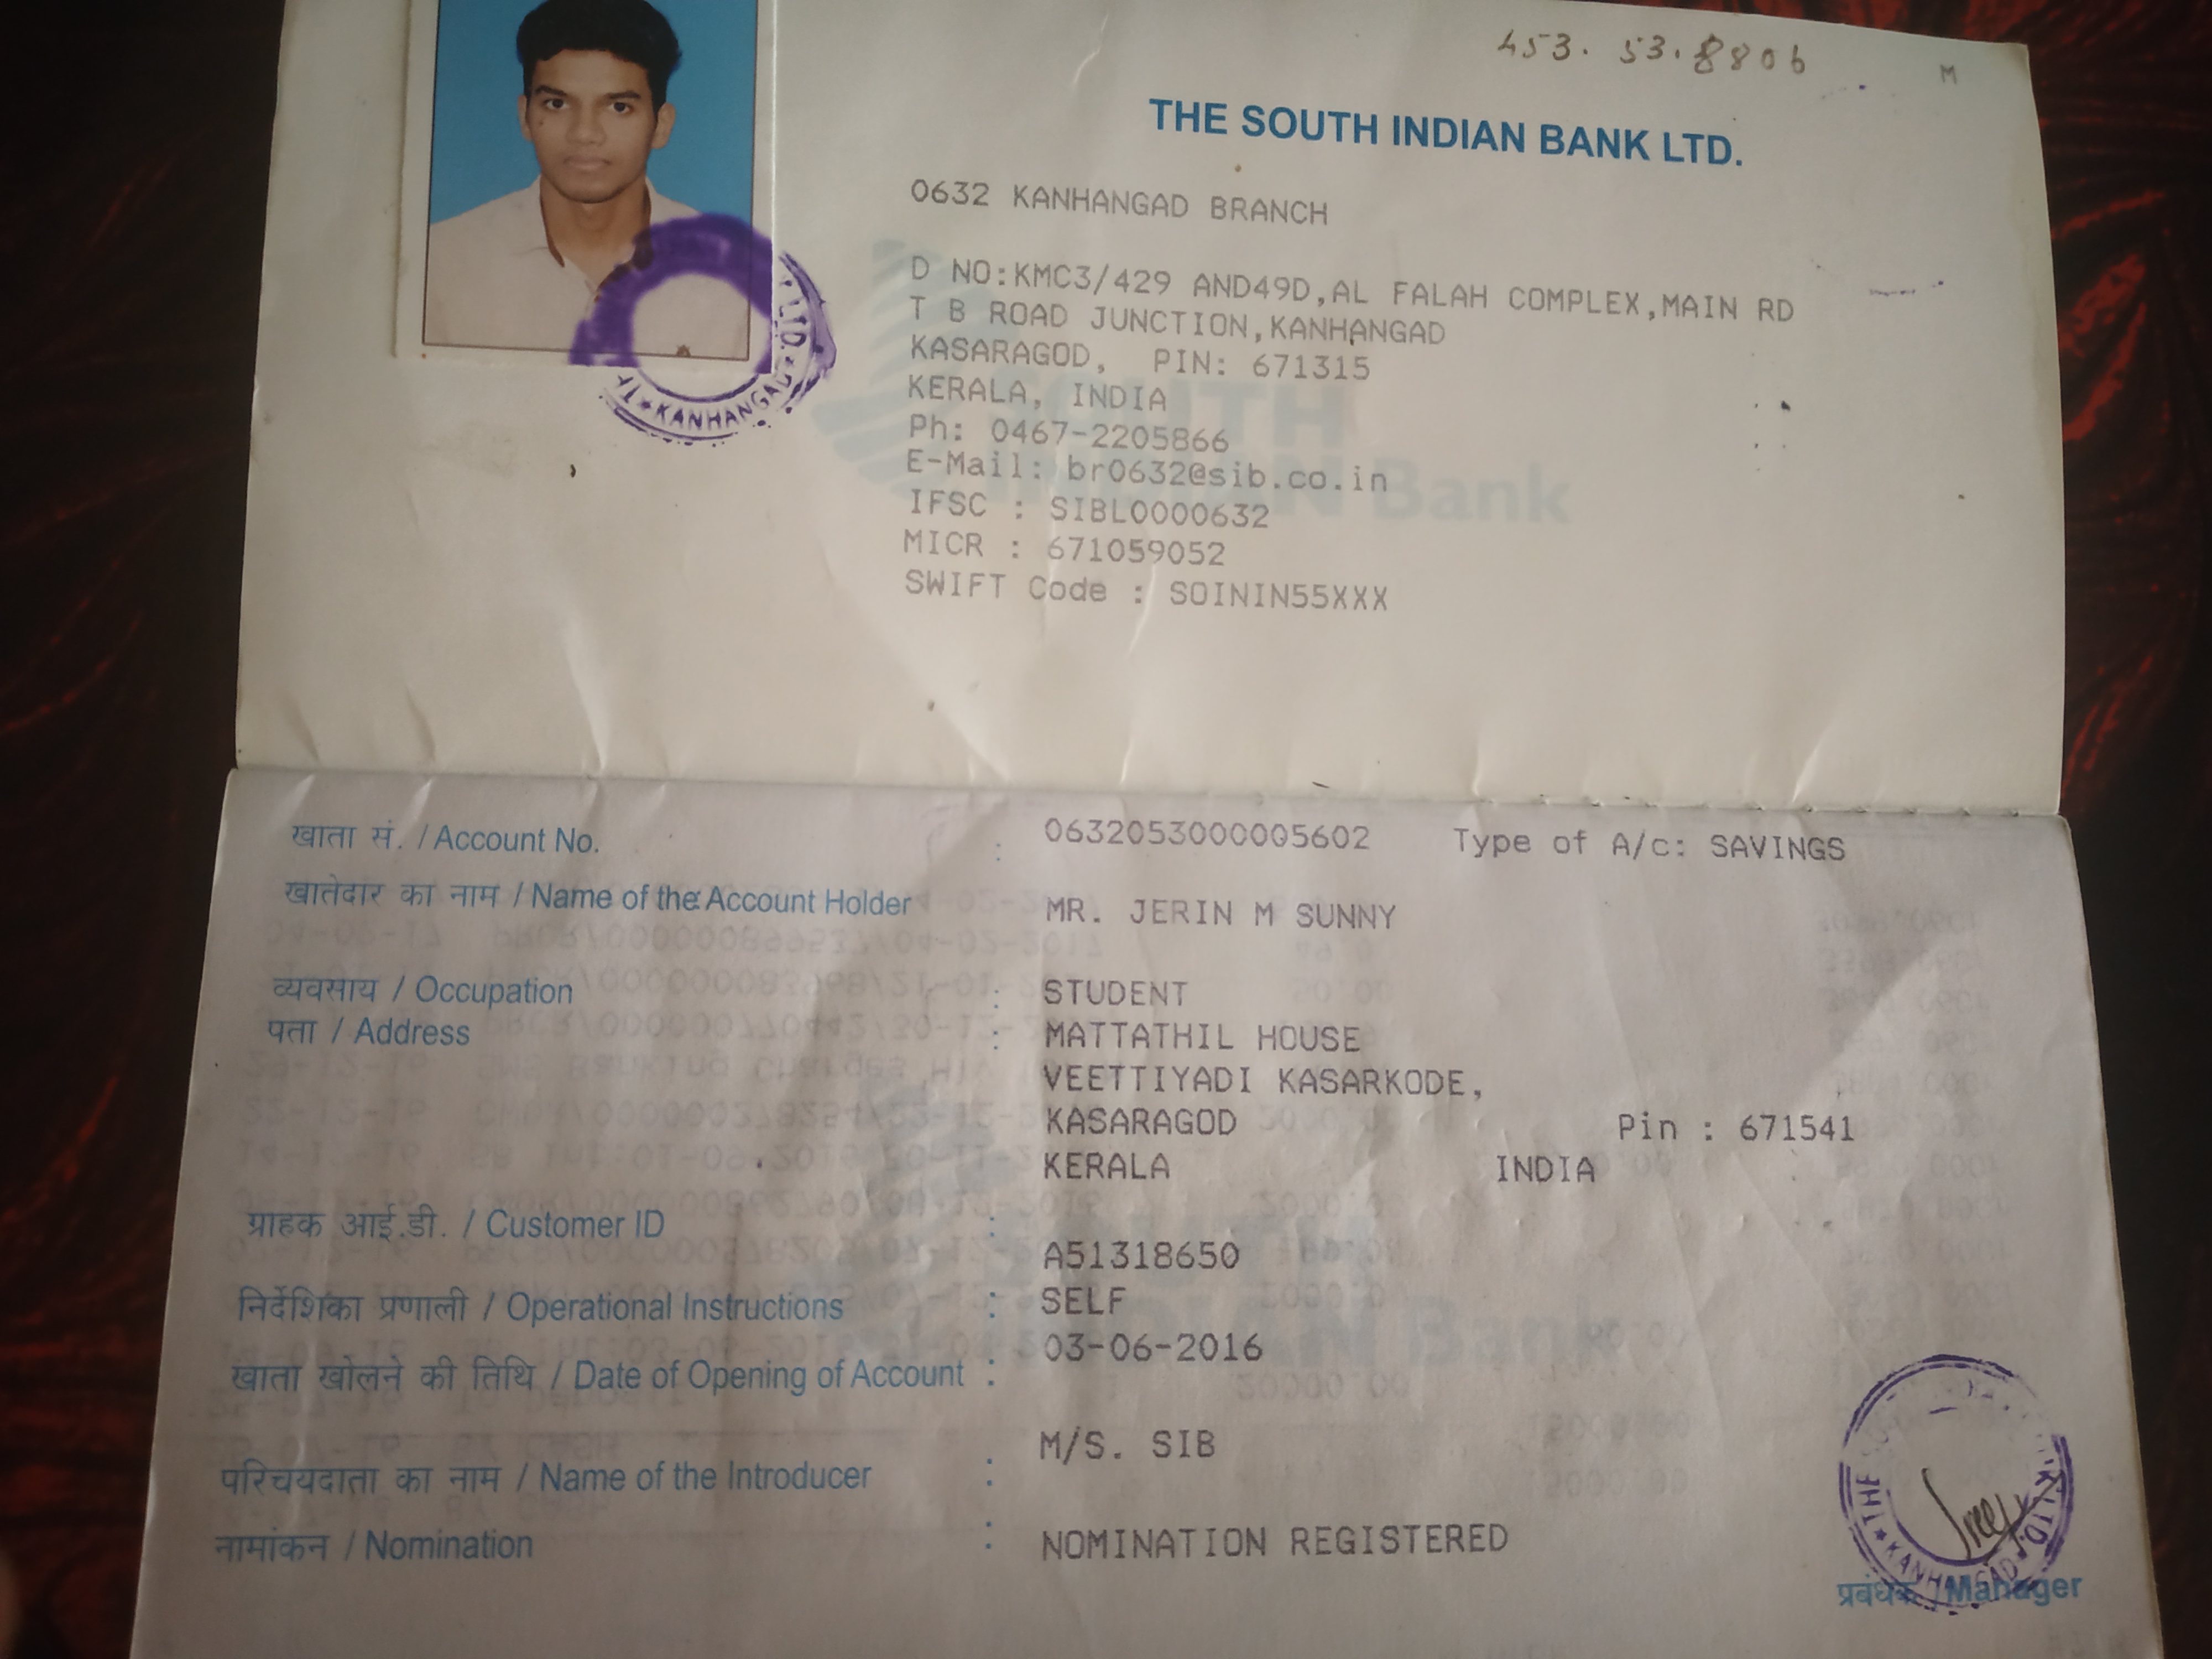 453. 53.8806
M
THE SOUTH INDIAN BANK LTD.
0632 KANHANGAD BRANCH
D NO:KMC3/429 AND49D,AL FALAH COMPLEX,MAIN RD
T B ROAD JUNCTION,KANHANGAD
KASARAGOD, PIN: 671315
KERALA, INDIA
Ph: 0467-2205866
E-Mail: br0632@sib.co.in
IFSC : SIBL0000632
MICR : 671059052
SWIFT Code : SOININ55XXX
LTD. * KANHANGAD
SOUTH
INDIAN Bank
खाता सं. / Account No. : 0632053000005602 Type of A/c: SAVINGS
खातेदार का नाम / Name of the Account Holder MR. JERIN M SUNNY
व्यवसाय / Occupation : STUDENT
पता / Address : MATTATHIL HOUSE
VEETTIYADI KASARKODE,
KASARAGOD Pin : 671541
KERALA INDIA
ग्राहक आई.डी. / Customer ID : A51318650
निर्देशिका प्रणाली / Operational Instructions : SELF
खाता खोलने की तिथि / Date of Opening of Account : 03-06-2016
परिचयदाता का नाम / Name of the Introducer : M/S. SIB
नामांकन / Nomination : NOMINATION REGISTERED
THE LTD. * KANHANGAD
प्रबंधक / Manager